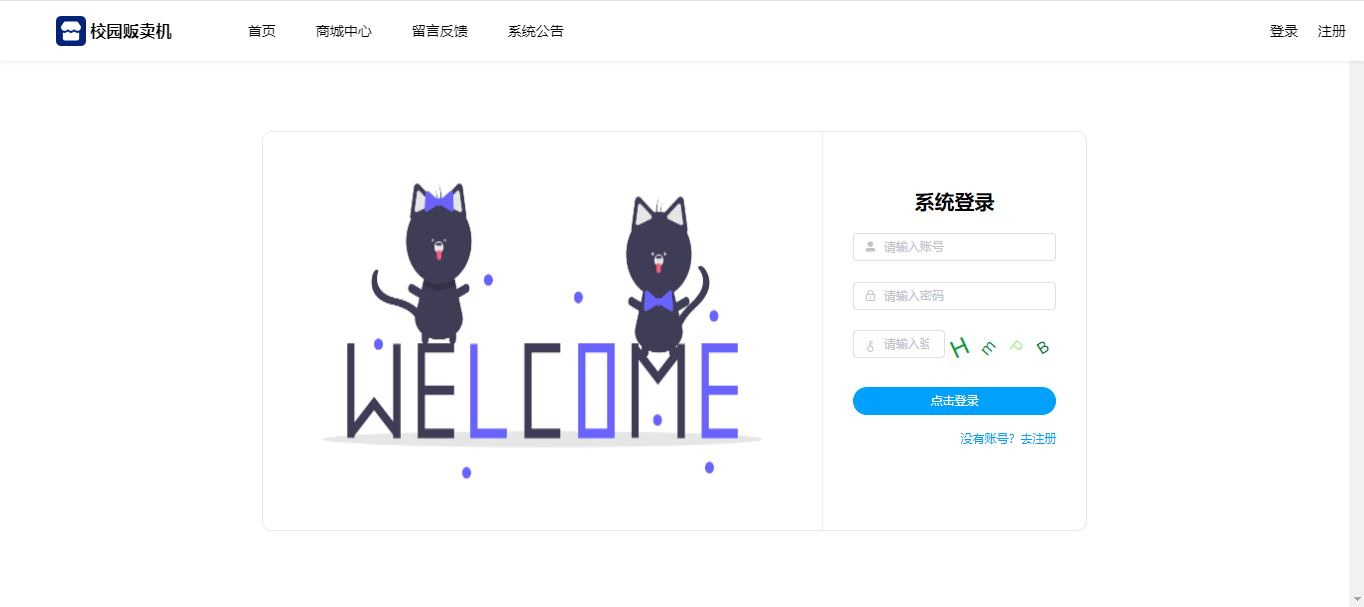 校园贩卖机
首页 商城中心 留言反馈 系统公告
登录 注册
WELCOME
系统登录
请输入账号
请输入密码
请输入验
H m P B
点击登录
没有账号？去注册